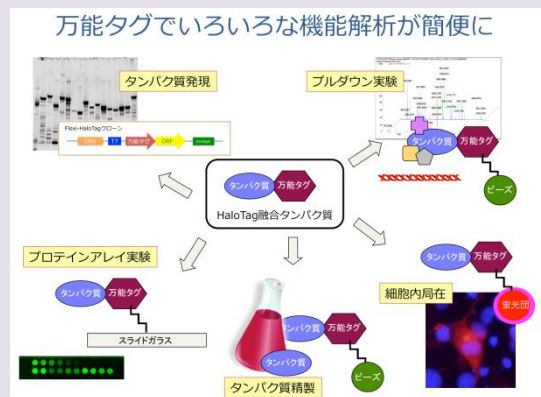 万能タグでいろいろな機能解析が簡便に
タンパク質発現
プルダウン実験
Flexi-HaloTagクローン
CMV T7 万能タグ ORF
タンパク質 万能タグ
ビーズ
タンパク質 万能タグ
HaloTag融合タンパク質
プロテインアレイ実験
タンパク質 万能タグ
スライドガラス
タンパク質 万能タグ
タンパク質
ビーズ
タンパク質精製
タンパク質 万能タグ
蛍光団
細胞内局在